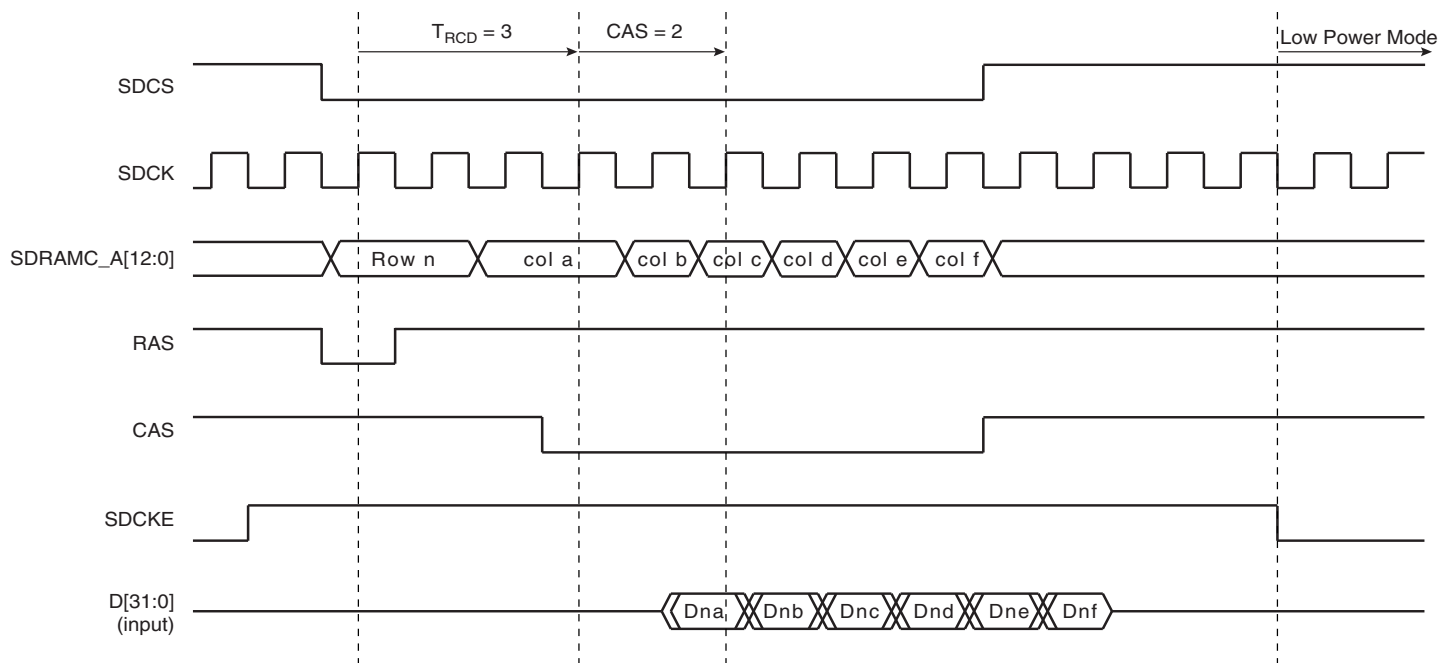 T_RCD = 3
CAS = 2
Low Power Mode
SDCS
SDCK
SDRAMC_A[12:0]
Row n
col a
col b
col c
col d
col e
col f
RAS
CAS
SDCKE
D[31:0]
(input)
Dna
Dnb
Dnc
Dnd
Dne
Dnf